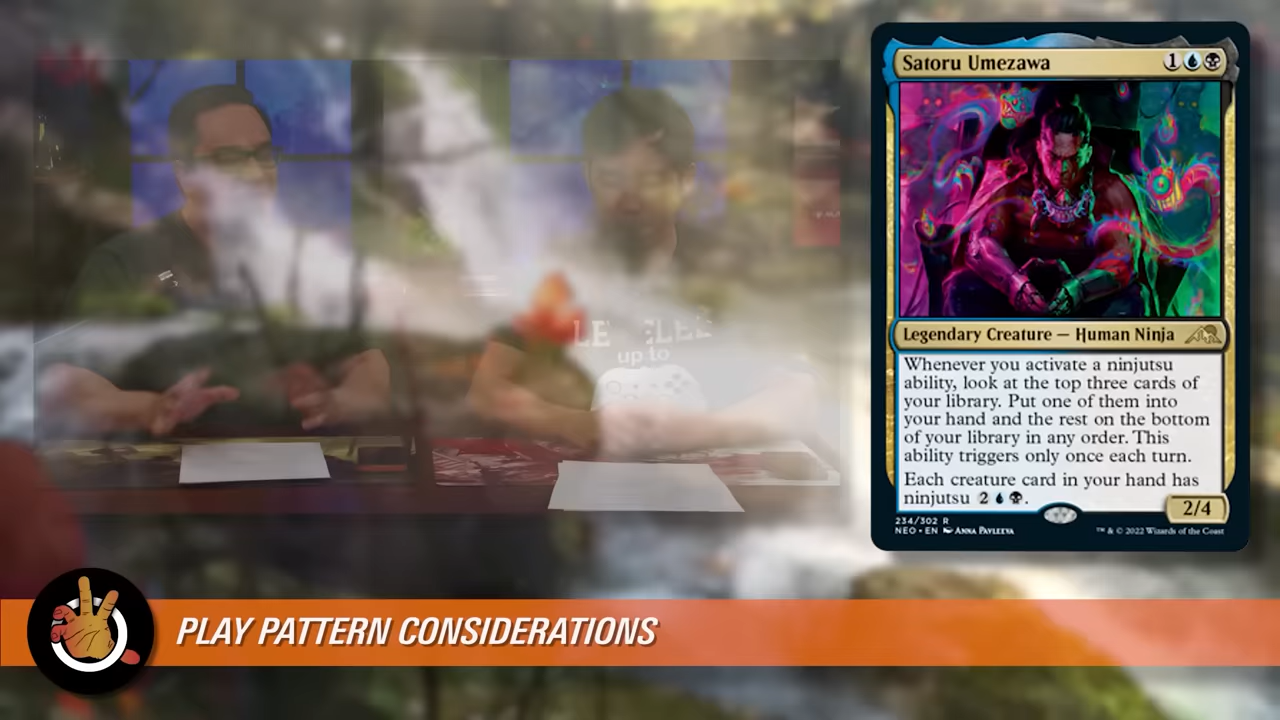 Satoru Umezawa 1
Legendary Creature — Human Ninja
Whenever you activate a ninjutsu
ability, look at the top three cards of
your library. Put one of them into
your hand and the rest on the bottom
of your library in any order. This
ability triggers only once each turn.
Each creature card in your hand has
ninjutsu 2
2/4
234/302 R
NEO • EN ANNA PAVLEEVA
™ & © 2022 Wizards of the Coast
up to
PLAY PATTERN CONSIDERATIONS